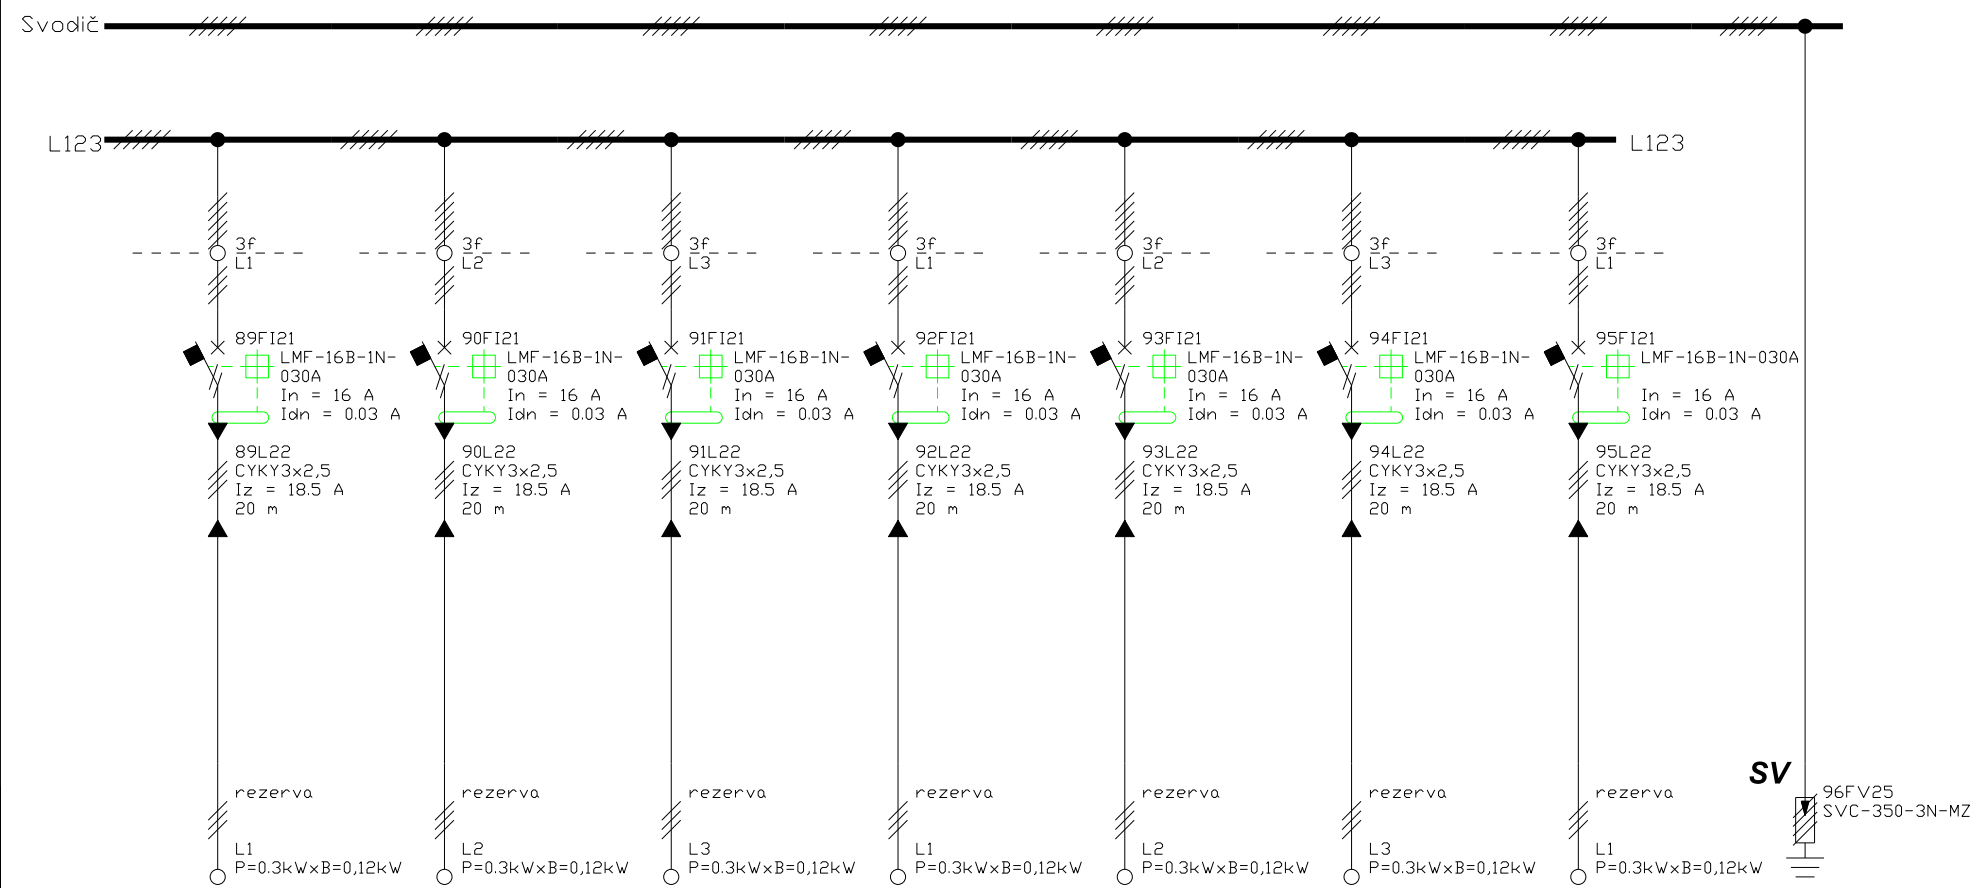 Svodič
L123
L123
3f
L1
89FI21
LMF-16B-1N-
030A
In = 16 A
Idn = 0.03 A
89L22
CYKY3x2,5
Iz = 18.5 A
20 m
rezerva
L1
P=0.3kWxB=0,12kW
3f
L2
90FI21
LMF-16B-1N-
030A
In = 16 A
Idn = 0.03 A
90L22
CYKY3x2,5
Iz = 18.5 A
20 m
rezerva
L2
P=0.3kWxB=0,12kW
3f
L3
91FI21
LMF-16B-1N-
030A
In = 16 A
Idn = 0.03 A
91L22
CYKY3x2,5
Iz = 18.5 A
20 m
rezerva
L3
P=0.3kWxB=0,12kW
3f
L1
92FI21
LMF-16B-1N-
030A
In = 16 A
Idn = 0.03 A
92L22
CYKY3x2,5
Iz = 18.5 A
20 m
rezerva
L1
P=0.3kWxB=0,12kW
3f
L2
93FI21
LMF-16B-1N-
030A
In = 16 A
Idn = 0.03 A
93L22
CYKY3x2,5
Iz = 18.5 A
20 m
rezerva
L2
P=0.3kWxB=0,12kW
3f
L3
94FI21
LMF-16B-1N-
030A
In = 16 A
Idn = 0.03 A
94L22
CYKY3x2,5
Iz = 18.5 A
20 m
rezerva
L3
P=0.3kWxB=0,12kW
3f
L1
95FI21
LMF-16B-1N-030A
In = 16 A
Idn = 0.03 A
95L22
CYKY3x2,5
Iz = 18.5 A
20 m
rezerva
L1
P=0.3kWxB=0,12kW
SV
96FV25
SVC-350-3N-MZ